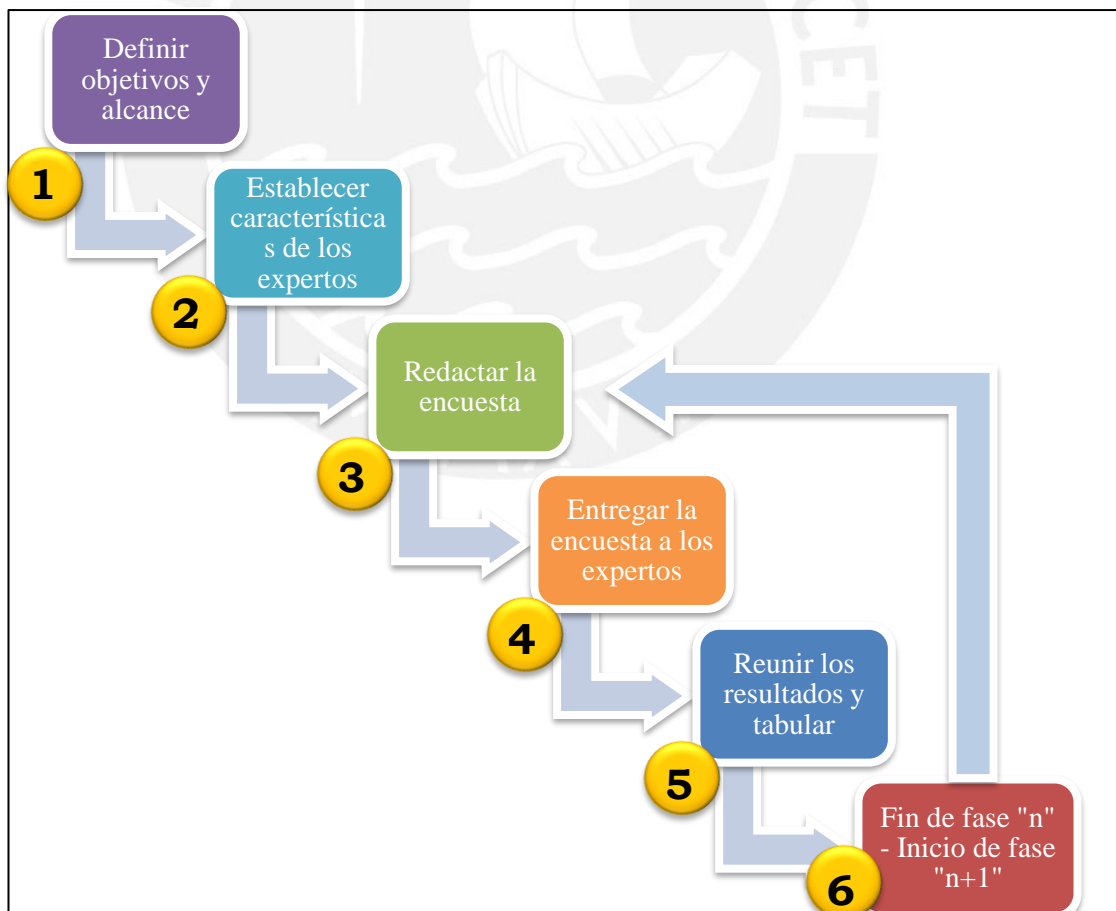 Definir
objetivos y
alcance
1
Establecer
característica
s de los
expertos
2
Redactar la
encuesta
3
Entregar la
encuesta a los
expertos
4
Reunir los
resultados y
tabular
5
Fin de fase "n"
- Inicio de fase
"n+1"
6
CET